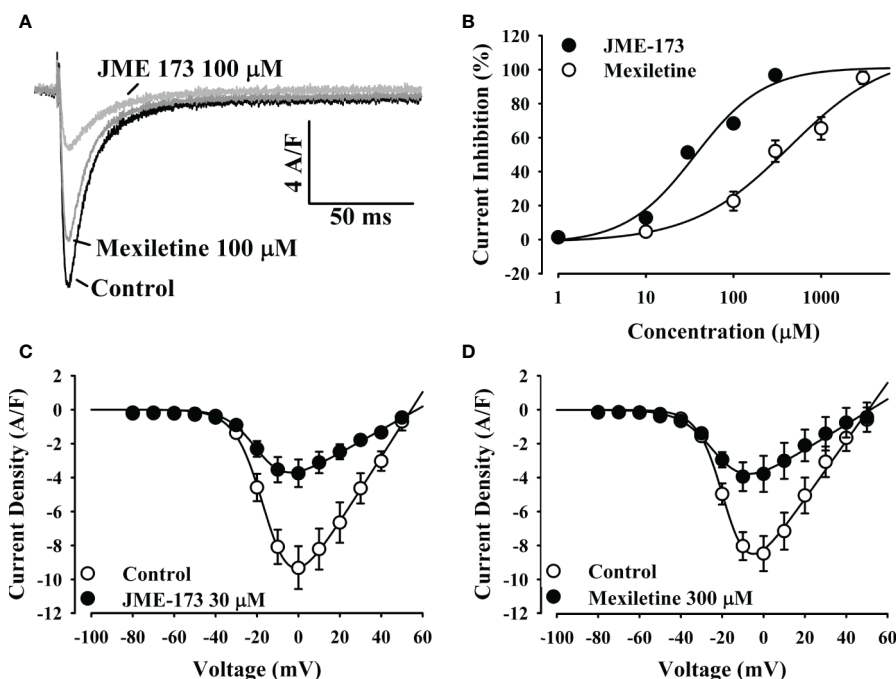 A
JME 173 100 μM
4 A/F
50 ms
Mexiletine 100 μM
Control
B
JME-173
Mexiletine
Current Inhibition (%)
120
100
80
60
40
20
0
-20
1 10 100 1000
Concentration (μM)
C
Current Density (A/F)
2
0
-2
-4
-6
-8
-10
-12
Control
JME-173 30 μM
-100 -80 -60 -40 -20 0 20 40 60
Voltage (mV)
D
Current Density (A/F)
2
0
-2
-4
-6
-8
-10
-12
Control
Mexiletine 300 μM
-100 -80 -60 -40 -20 0 20 40 60
Voltage (mV)